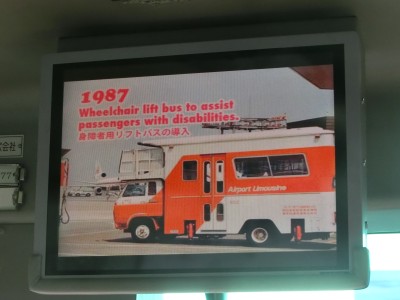 1987
Wheelchair lift bus to assist
passengers with disabilities.
身障者用リフトバスの導入
Airport Limousine